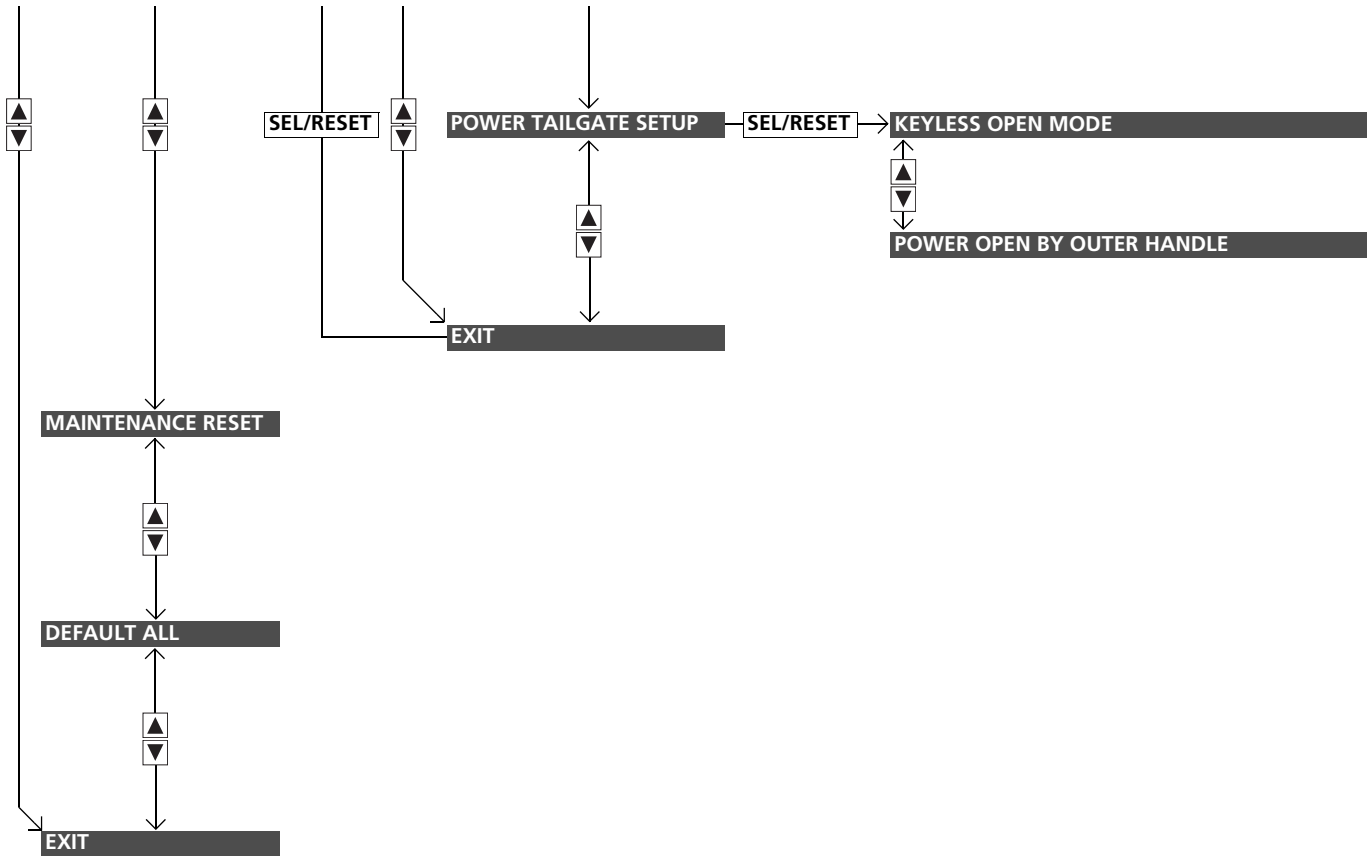 SEL/RESET
POWER TAILGATE SETUP
SEL/RESET
KEYLESS OPEN MODE
POWER OPEN BY OUTER HANDLE
EXIT
MAINTENANCE RESET
DEFAULT ALL
EXIT